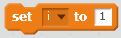 set i to 1